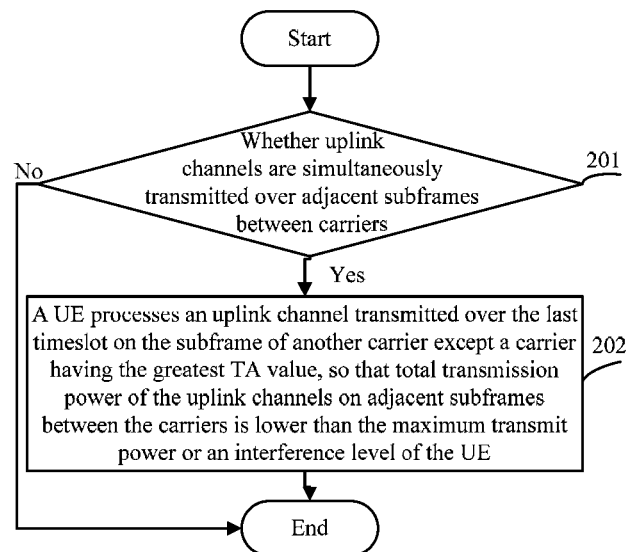 Start
Whether uplink
channels are simultaneously
transmitted over adjacent subframes
between carriers
No
201
Yes
A UE processes an uplink channel transmitted over the last
timeslot on the subframe of another carrier except a carrier
having the greatest TA value, so that total transmission
power of the uplink channels on adjacent subframes
between the carriers is lower than the maximum transmit
power or an interference level of the UE
202
End